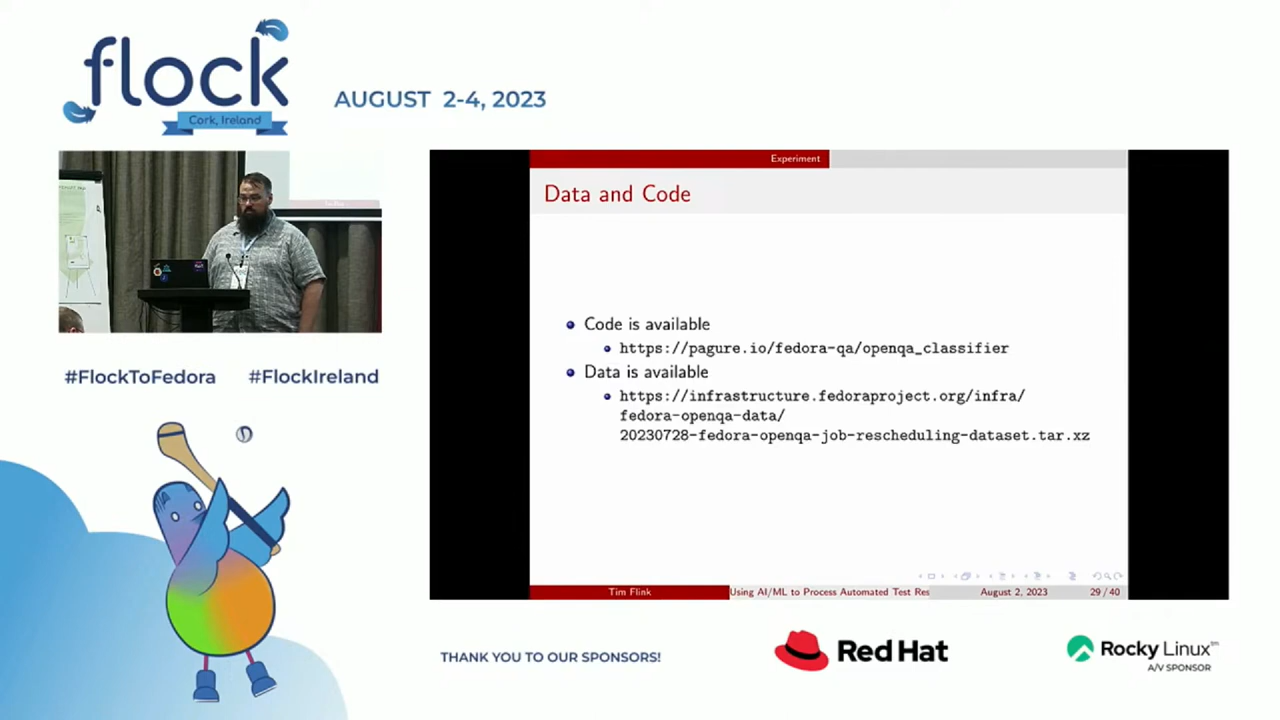 flock
Cork, Ireland
AUGUST 2-4, 2023
#FlockToFedora #FlockIreland
Experiment
Data and Code
Code is available
https://pagure.io/fedora-qa/openqa_classifier
Data is available
https://infrastructure.fedoraproject.org/infra/
fedora-openqa-data/
20230728-fedora-openqa-job-rescheduling-dataset.tar.xz
Tim Flink Using AI/ML to Process Automated Test Res August 2, 2023 29 / 40
THANK YOU TO OUR SPONSORS!
Red Hat
Rocky Linux™
A/V SPONSOR